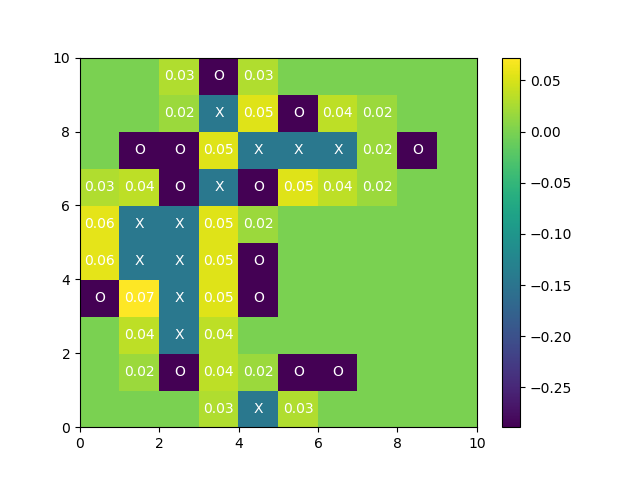 10
0.03 O 0.03
0.02 X 0.05 O 0.04 0.02
8
O O 0.05 X X X 0.02 O
0.03 0.04 O X O 0.05 0.04 0.02
6
0.06 X X 0.05 0.02
0.06 X X 0.05 O
4
O 0.07 X 0.05 O
0.04 X 0.04
2
0.02 O 0.04 0.02 O O
0.03 X 0.03
0
0 2 4 6 8 10
0.05
0.00
−0.05
−0.10
−0.15
−0.20
−0.25